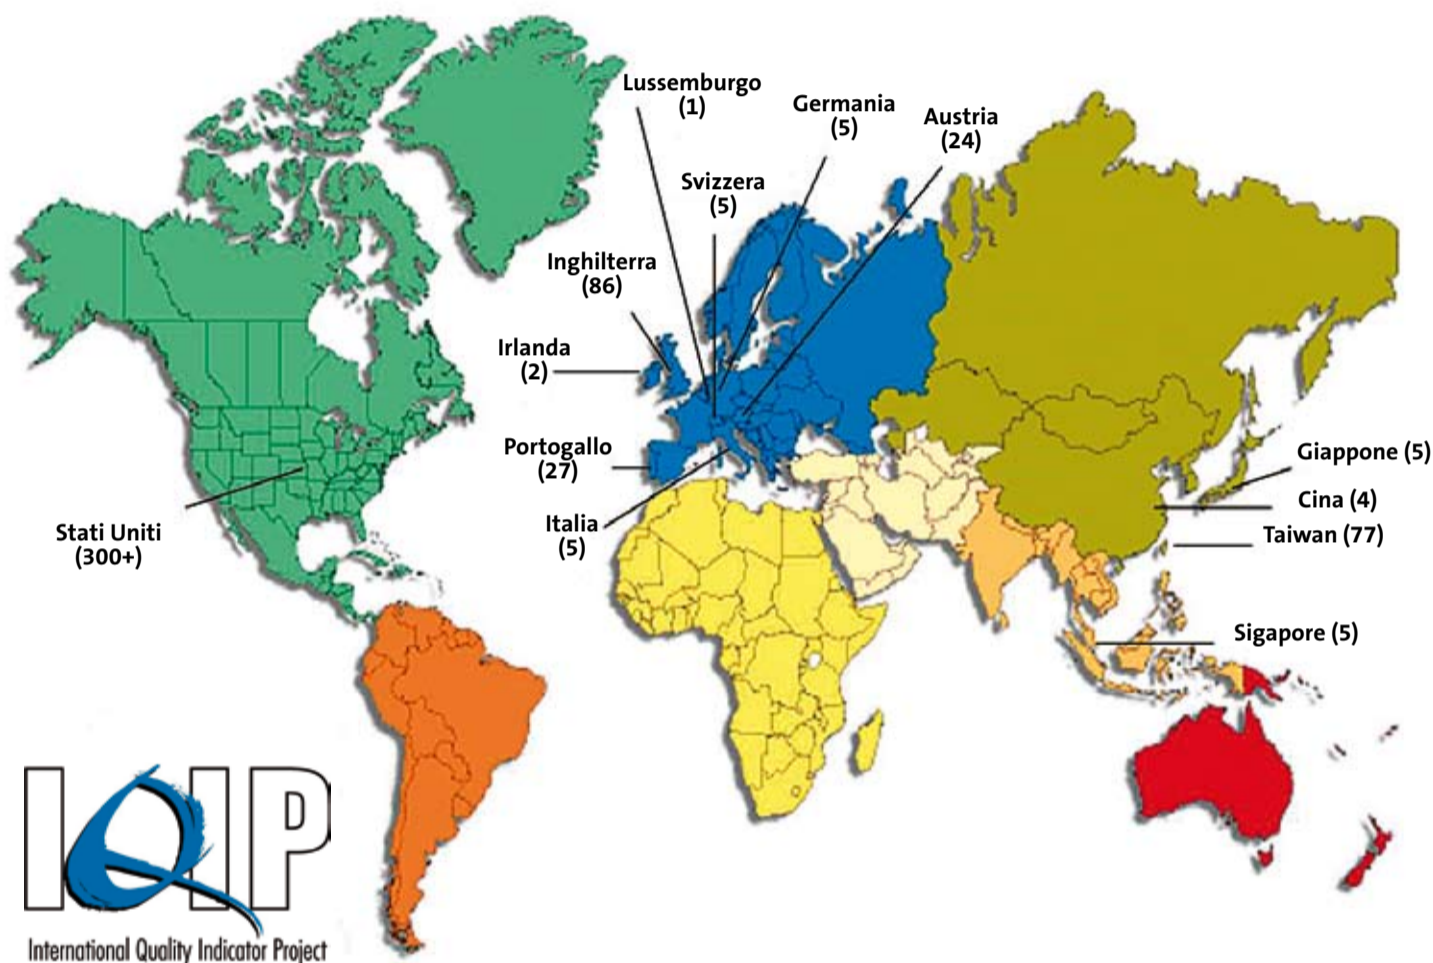 Lussemburgo
(1)
Germania
(5)
Austria
(24)
Svizzera
(5)
Inghilterra
(86)
Irlanda
(2)
Portogallo
(27)
Italia
(5)
Stati Uniti
(300+)
Giappone (5)
Cina (4)
Taiwan (77)
Sigapore (5)
IQIP
International Quality Indicator Project